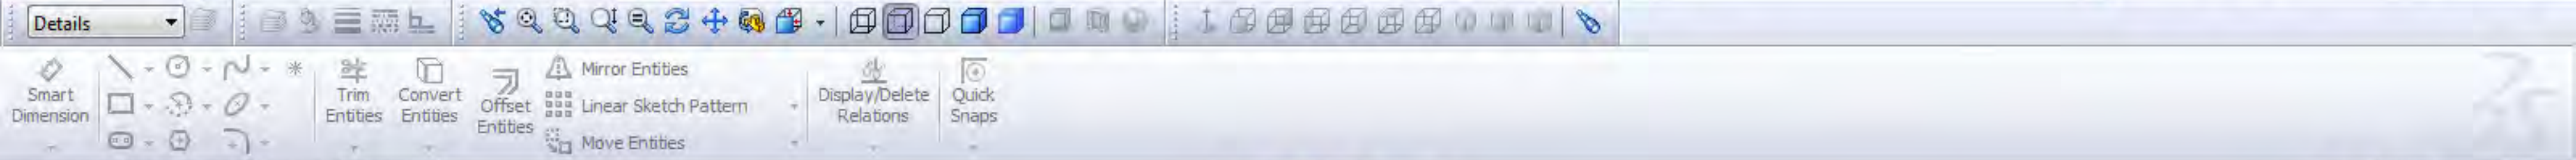 Details
Smart
Dimension
Trim
Entities
Convert
Entities
Offset
Entities
Mirror Entities
Linear Sketch Pattern
Move Entities
Display/Delete
Relations
Quick
Snaps